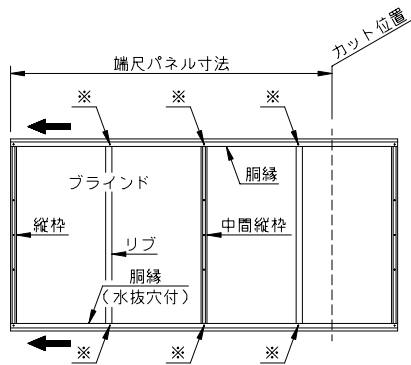 カット位置
端尺パネル寸法
※ ※ ※
ブラインド
胴縁
縦枠
リブ
中間縦枠
胴縁
（水抜穴付）
※ ※ ※